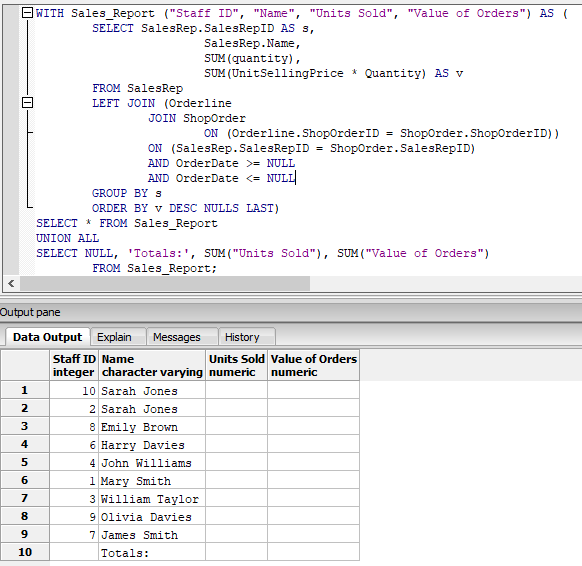 WITH Sales_Report ("Staff ID", "Name", "Units Sold", "Value of Orders") AS (
SELECT SalesRep.SalesRepID AS s,
SalesRep.Name,
SUM(quantity),
SUM(UnitSellingPrice * Quantity) AS v
FROM SalesRep
LEFT JOIN (Orderline
JOIN ShopOrder
ON (Orderline.ShopOrderID = ShopOrder.ShopOrderID))
ON (SalesRep.SalesRepID = ShopOrder.SalesRepID)
AND OrderDate >= NULL
AND OrderDate <= NULL
GROUP BY s
ORDER BY v DESC NULLS LAST)
SELECT * FROM Sales_Report
UNION ALL
SELECT NULL, 'Totals:', SUM("Units Sold"), SUM("Value of Orders")
FROM Sales_Report;
Output pane
Data Output Explain Messages History
Staff ID Name Units Sold Value of Orders
integer character varying numeric numeric
1 10 Sarah Jones
2 2 Sarah Jones
3 8 Emily Brown
4 6 Harry Davies
5 4 John Williams
6 1 Mary Smith
7 3 William Taylor
8 9 Olivia Davies
9 7 James Smith
10 Totals: